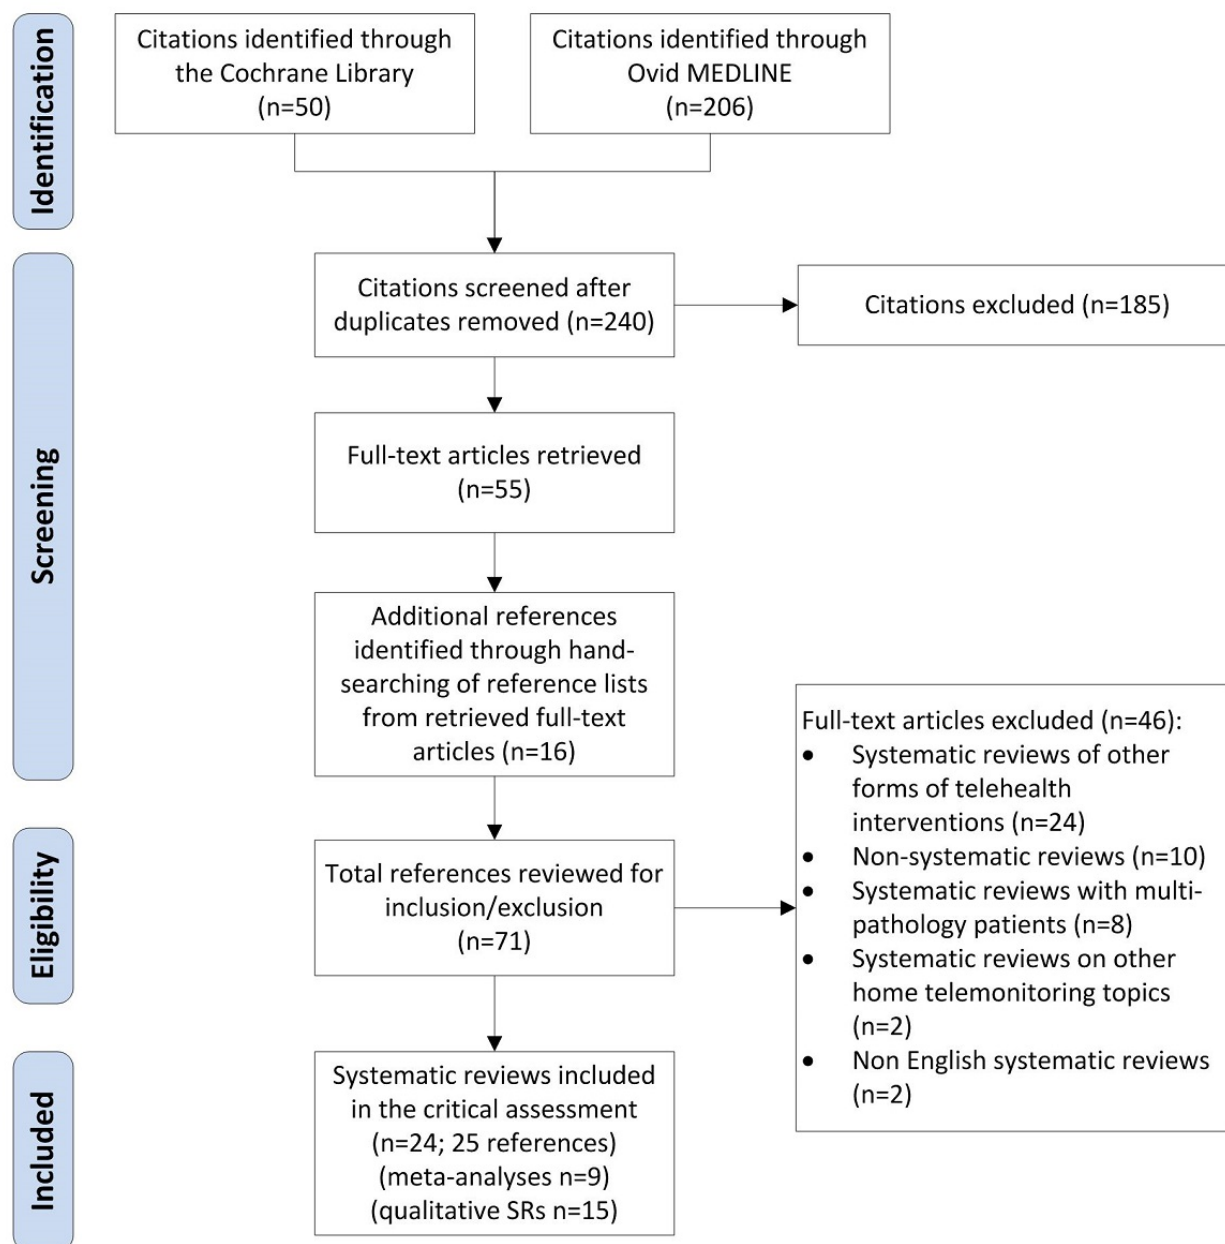 Identification
Citations identified through
the Cochrane Library
(n=50)
Citations identified through
Ovid MEDLINE
(n=206)
Screening
Citations screened after
duplicates removed (n=240)
Citations excluded (n=185)
Full-text articles retrieved
(n=55)
Additional references
identified through hand-
searching of reference lists
from retrieved full-text
articles (n=16)
Eligibility
Total references reviewed for
inclusion/exclusion
(n=71)
Full-text articles excluded (n=46):
• Systematic reviews of other
forms of telehealth
interventions (n=24)
• Non-systematic reviews (n=10)
• Systematic reviews with multi-
pathology patients (n=8)
• Systematic reviews on other
home telemonitoring topics
(n=2)
• Non English systematic reviews
(n=2)
Included
Systematic reviews included
in the critical assessment
(n=24; 25 references)
(meta-analyses n=9)
(qualitative SRs n=15)